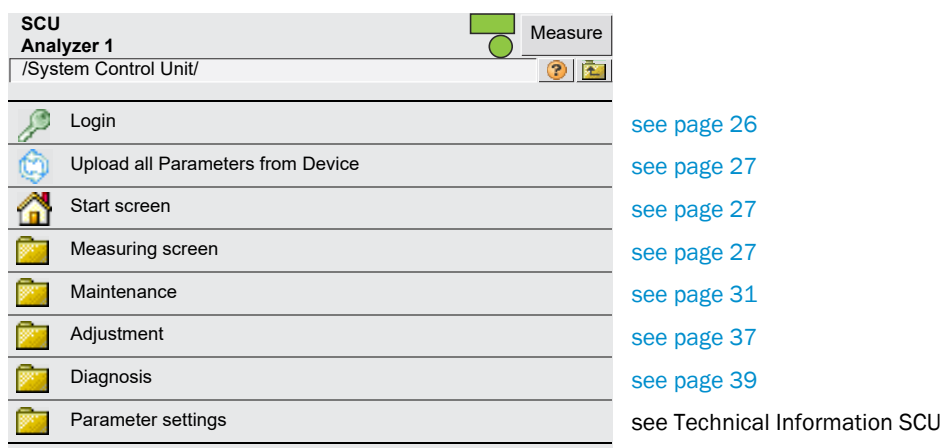 SCU
Analyzer 1
Measure
/System Control Unit/
?
Login see page 26
Upload all Parameters from Device see page 27
Start screen see page 27
Measuring screen see page 27
Maintenance see page 31
Adjustment see page 37
Diagnosis see page 39
Parameter settings see Technical Information SCU